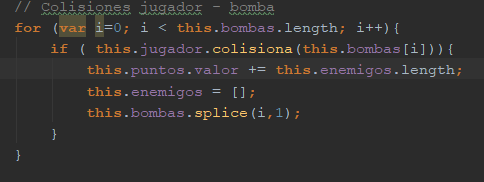 // Colisiones jugador - bomba
for (var i=0; i < this.bombas.length; i++){
if ( this.jugador.colisiona(this.bombas[i])){
this.puntos.valor += this.enemigos.length;
this.enemigos = [];
this.bombas.splice(i,1);
}
}